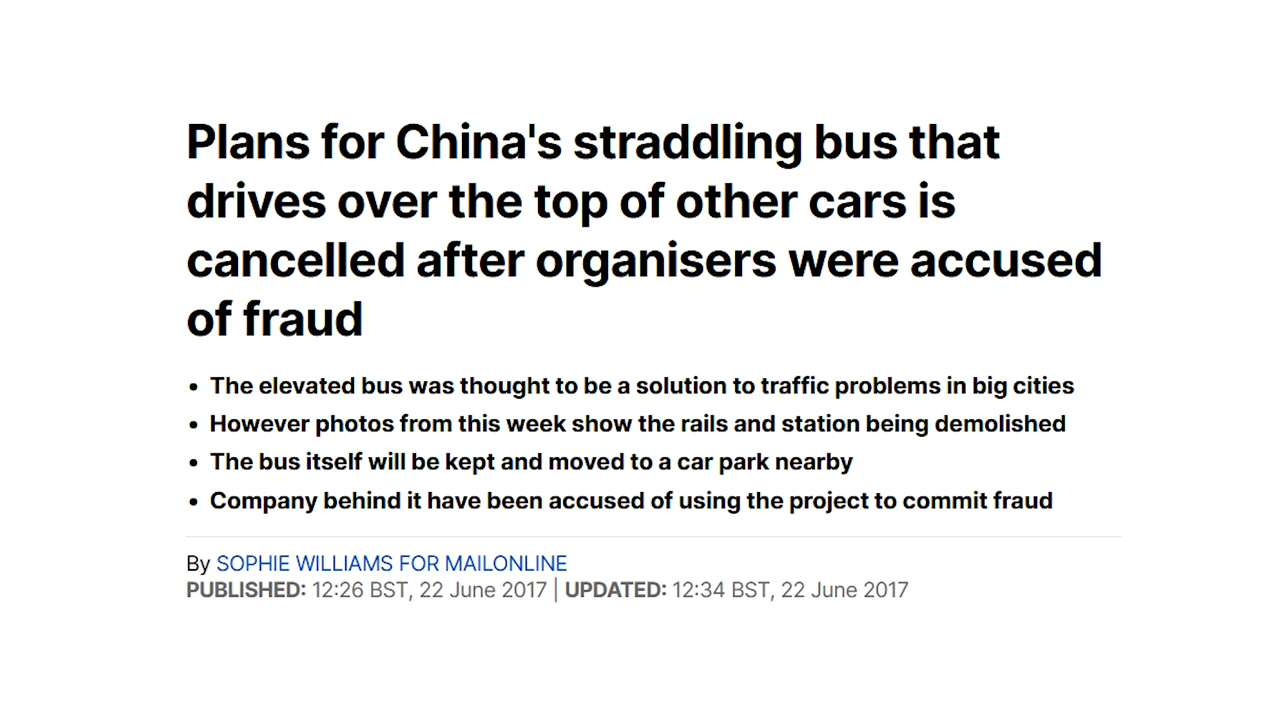 Plans for China's straddling bus that
drives over the top of other cars is
cancelled after organisers were accused
of fraud
• The elevated bus was thought to be a solution to traffic problems in big cities
• However photos from this week show the rails and station being demolished
• The bus itself will be kept and moved to a car park nearby
• Company behind it have been accused of using the project to commit fraud
By SOPHIE WILLIAMS FOR MAILONLINE
PUBLISHED: 12:26 BST, 22 June 2017 | UPDATED: 12:34 BST, 22 June 2017